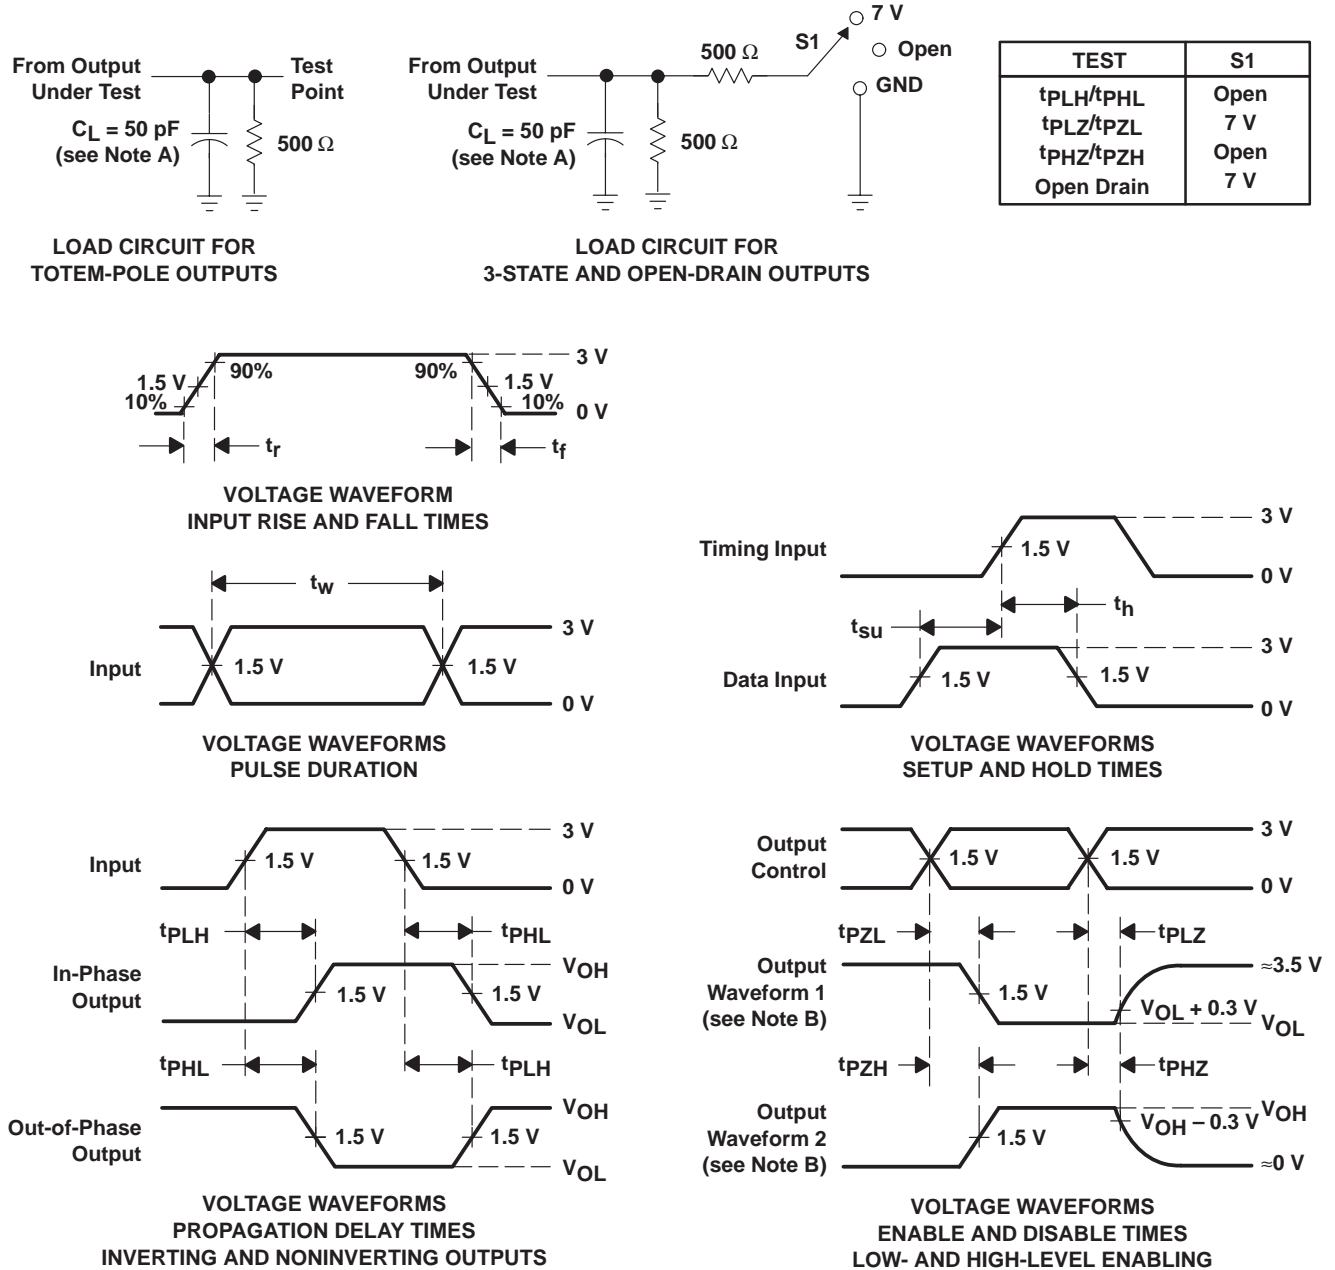 From Output
Under Test
Test
Point
CL = 50 pF
(see Note A)
500 Ω
LOAD CIRCUIT FOR
TOTEM-POLE OUTPUTS
From Output
Under Test
CL = 50 pF
(see Note A)
500 Ω
500 Ω
S1
7 V
Open
GND
LOAD CIRCUIT FOR
3-STATE AND OPEN-DRAIN OUTPUTS
TEST S1
tPLH/tPHL Open
tPLZ/tPZL 7 V
tPHZ/tPZH Open
Open Drain 7 V
90% 90% 3 V
1.5 V 1.5 V
10% 10% 0 V
tr tf
VOLTAGE WAVEFORM
INPUT RISE AND FALL TIMES
tw
3 V
Input 1.5 V 1.5 V
0 V
VOLTAGE WAVEFORMS
PULSE DURATION
3 V
Timing Input 1.5 V
0 V
th
tsu
3 V
Data Input 1.5 V 1.5 V
0 V
VOLTAGE WAVEFORMS
SETUP AND HOLD TIMES
3 V
Input 1.5 V 1.5 V
0 V
tPLH tPHL
In-Phase
Output
VOH
1.5 V 1.5 V
VOL
tPHL tPLH
Out-of-Phase
Output
VOH
1.5 V 1.5 V
VOL
VOLTAGE WAVEFORMS
PROPAGATION DELAY TIMES
INVERTING AND NONINVERTING OUTPUTS
Output
Control
3 V
1.5 V 1.5 V
0 V
tPZL tPLZ
Output
Waveform 1
(see Note B)
≈3.5 V
1.5 V
VOL + 0.3 V
VOL
tPZH tPHZ
Output
Waveform 2
(see Note B)
VOH
VOH − 0.3 V
1.5 V
≈0 V
VOLTAGE WAVEFORMS
ENABLE AND DISABLE TIMES
LOW- AND HIGH-LEVEL ENABLING